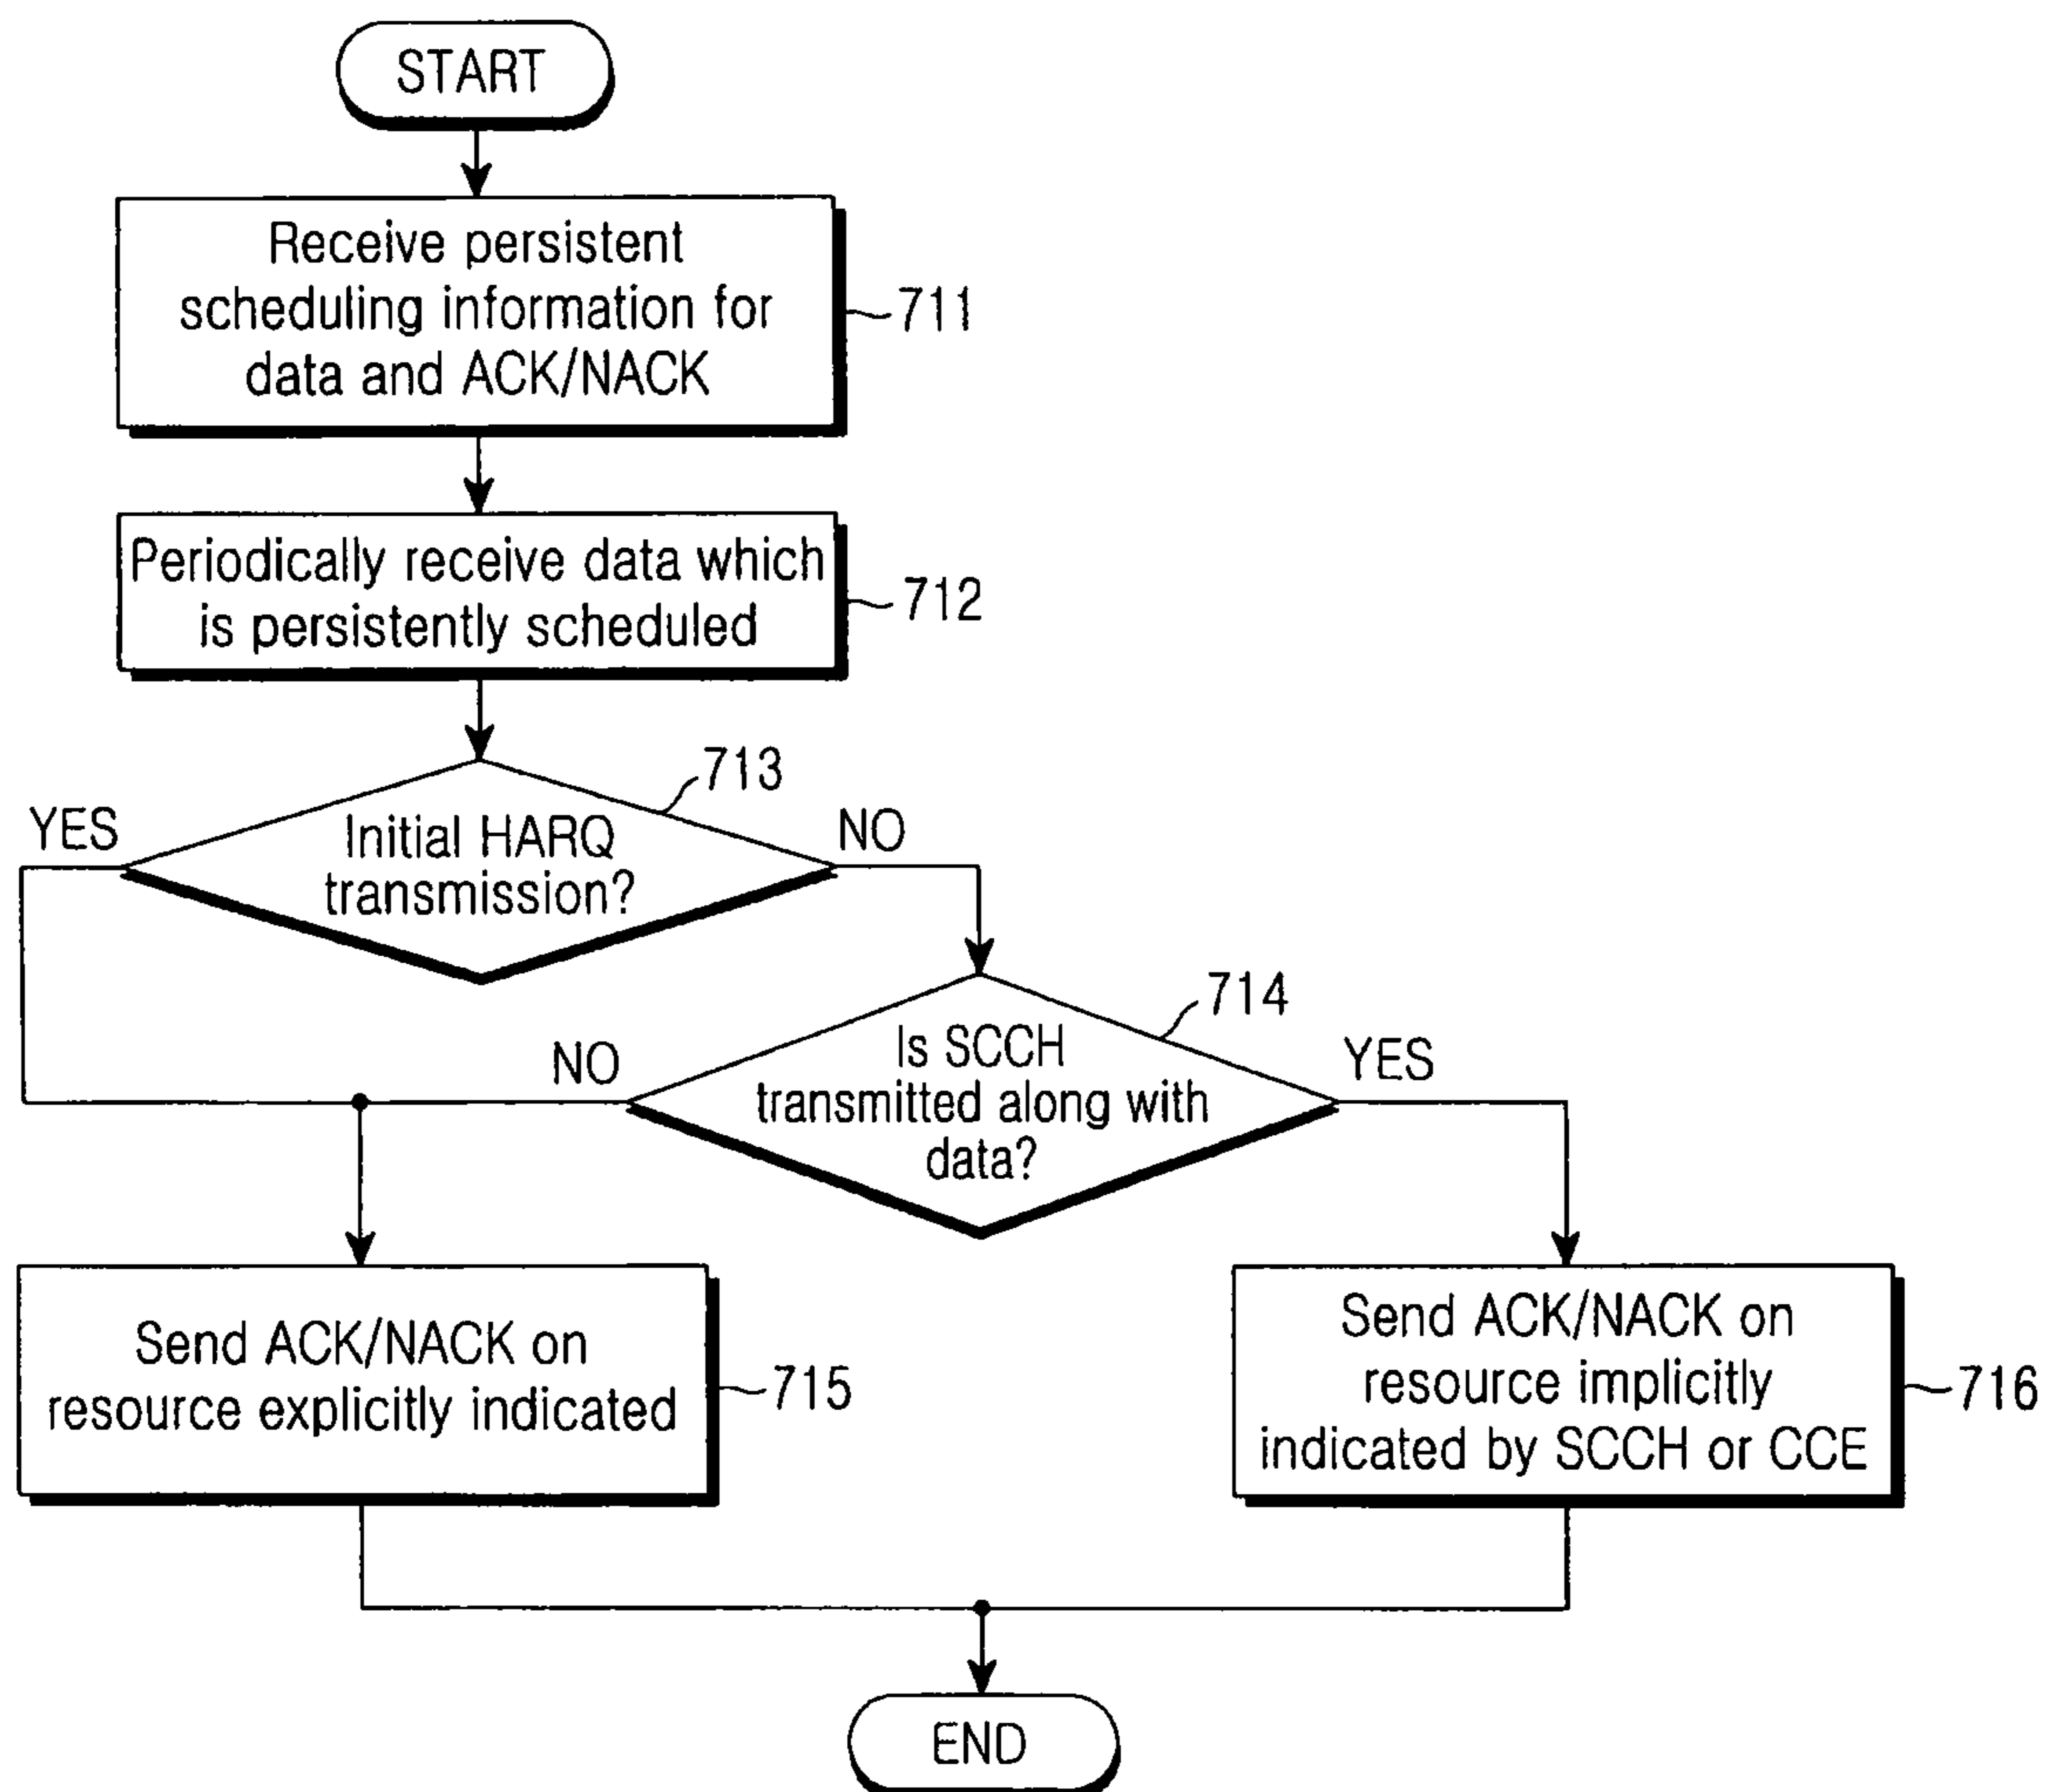 START
Receive persistent
scheduling information for
data and ACK/NACK
711
Periodically receive data which
is persistently scheduled
712
713
YES
NO
Initial HARQ
transmission?
714
NO
YES
Is SCCH
transmitted along with
data?
Send ACK/NACK on
resource explicitly indicated
715
Send ACK/NACK on
resource implicitly
indicated by SCCH or CCE
716
END